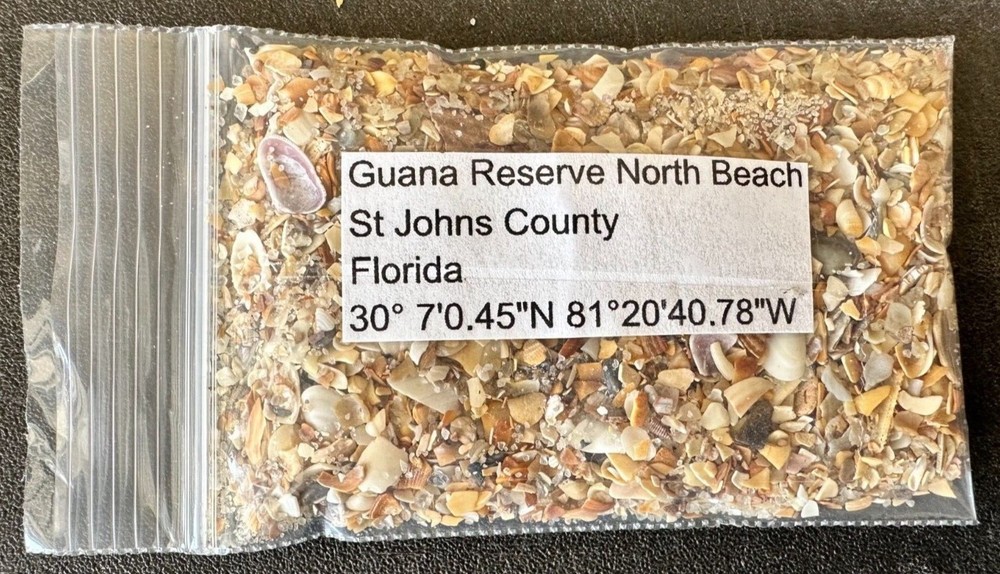 Guana Reserve North Beach
St Johns County
Florida
30° 7'0.45"N 81°20'40.78"W